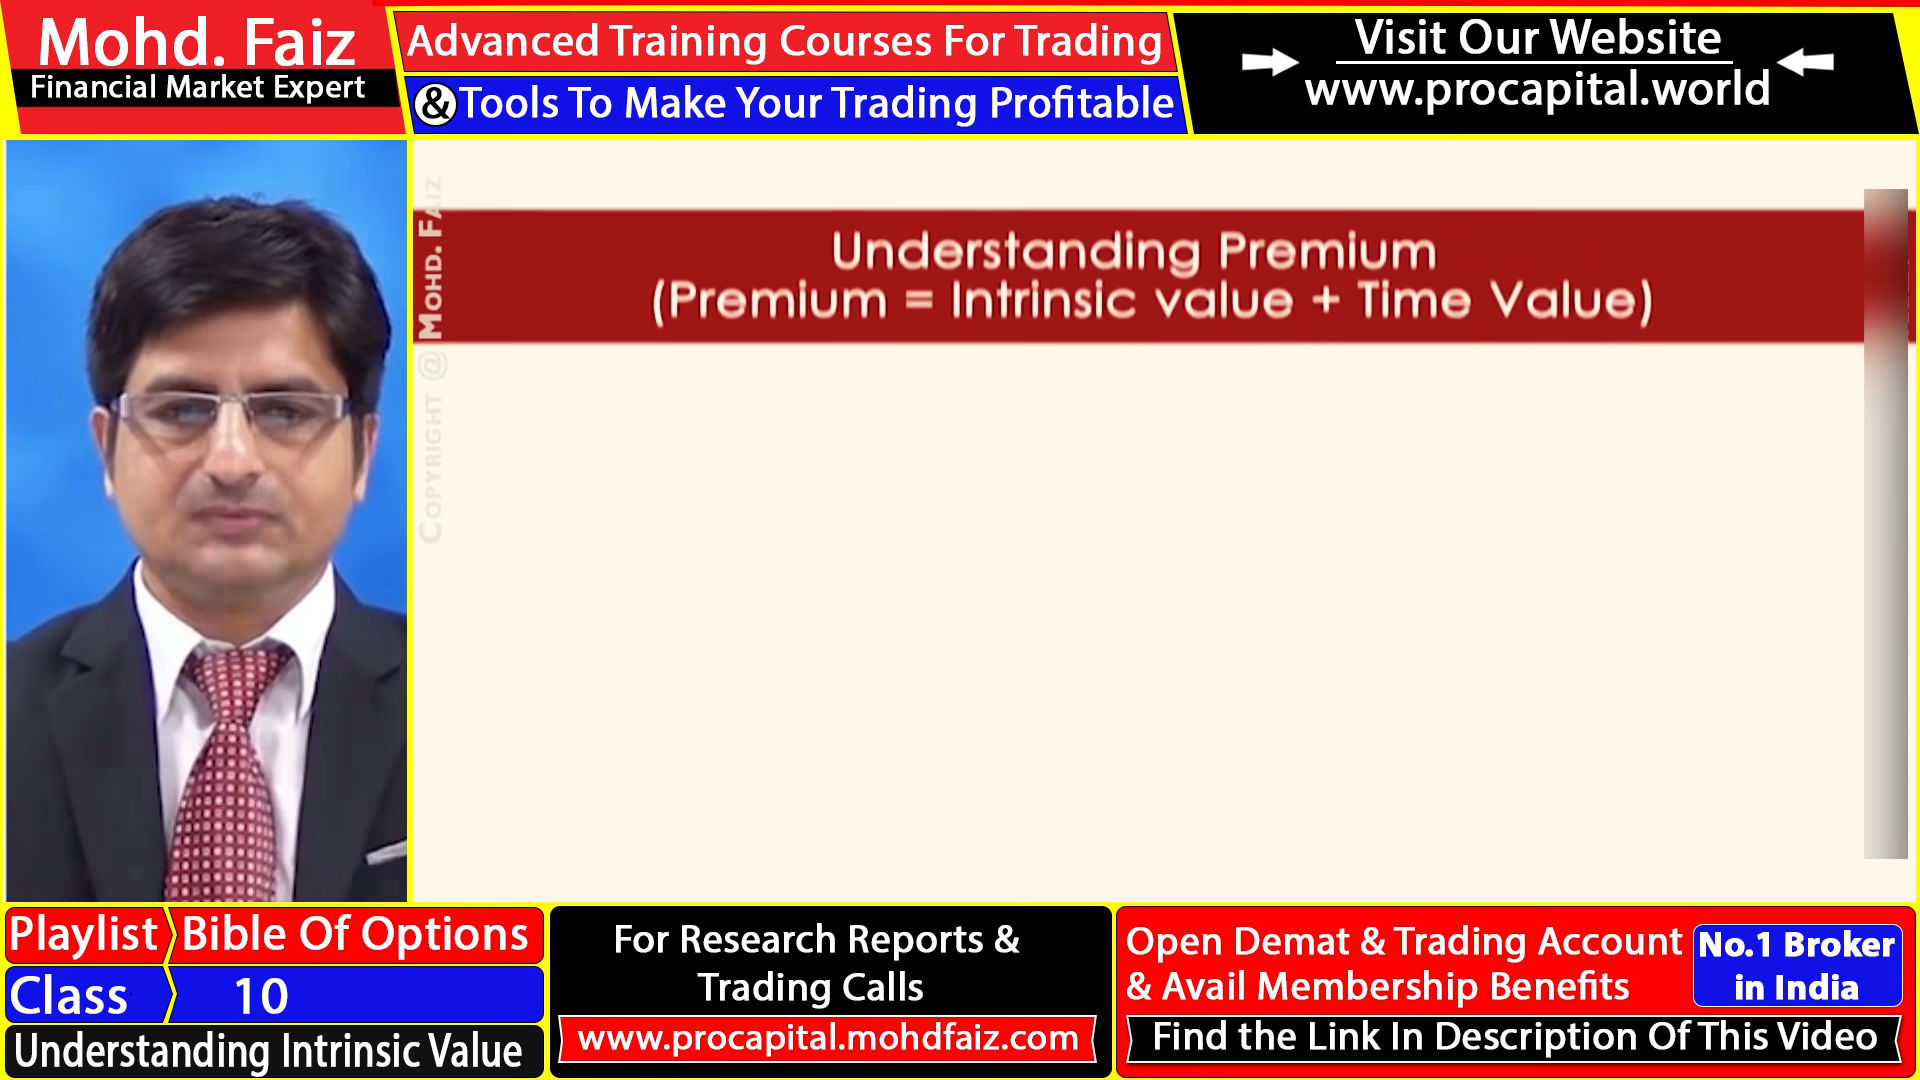 Mohd. Faiz
Financial Market Expert
Advanced Training Courses For Trading
& Tools To Make Your Trading Profitable
Visit Our Website
www.procapital.world
Copyright @Mohd. Faiz
Understanding Premium
(Premium = Intrinsic value + Time Value)
Playlist Bible Of Options
Class 10
Understanding Intrinsic Value
For Research Reports &
Trading Calls
www.procapital.mohdfaiz.com
Open Demat & Trading Account
& Avail Membership Benefits
No.1 Broker
in India
Find the Link In Description Of This Video